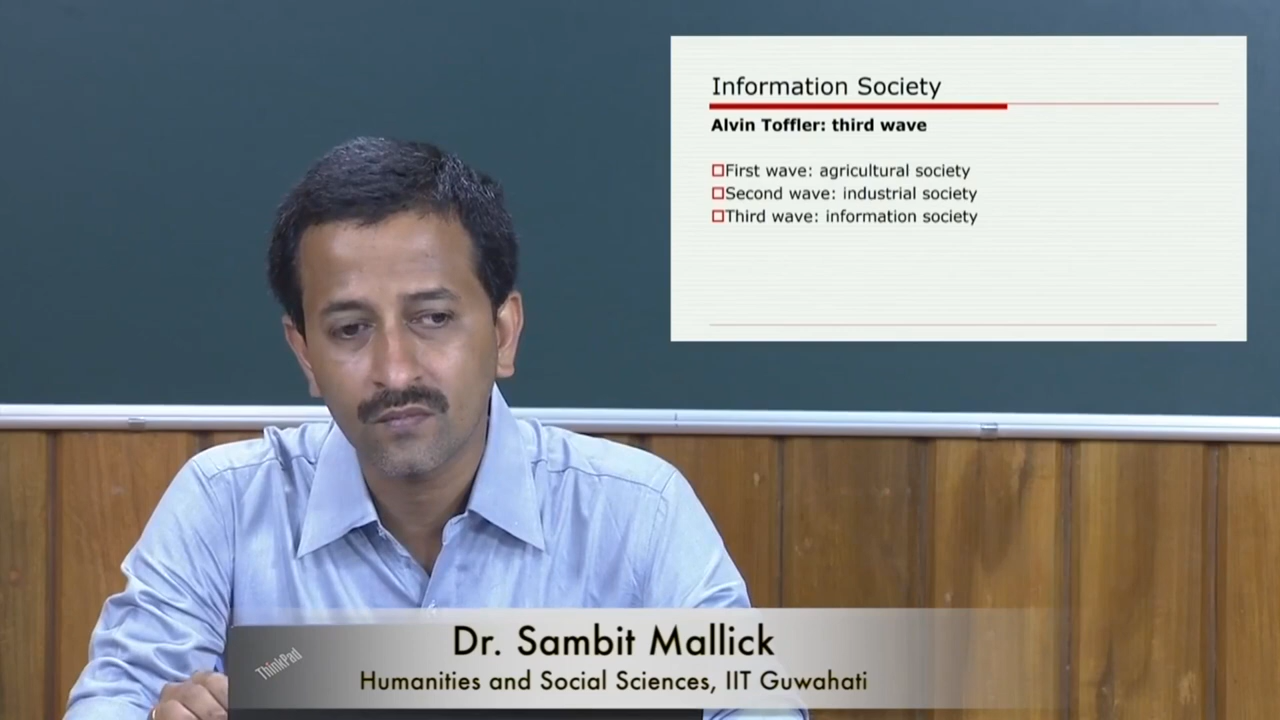 Information Society
Alvin Toffler: third wave
First wave: agricultural society
Second wave: industrial society
Third wave: information society
ThinkPad
Dr. Sambit Mallick
Humanities and Social Sciences, IIT Guwahati